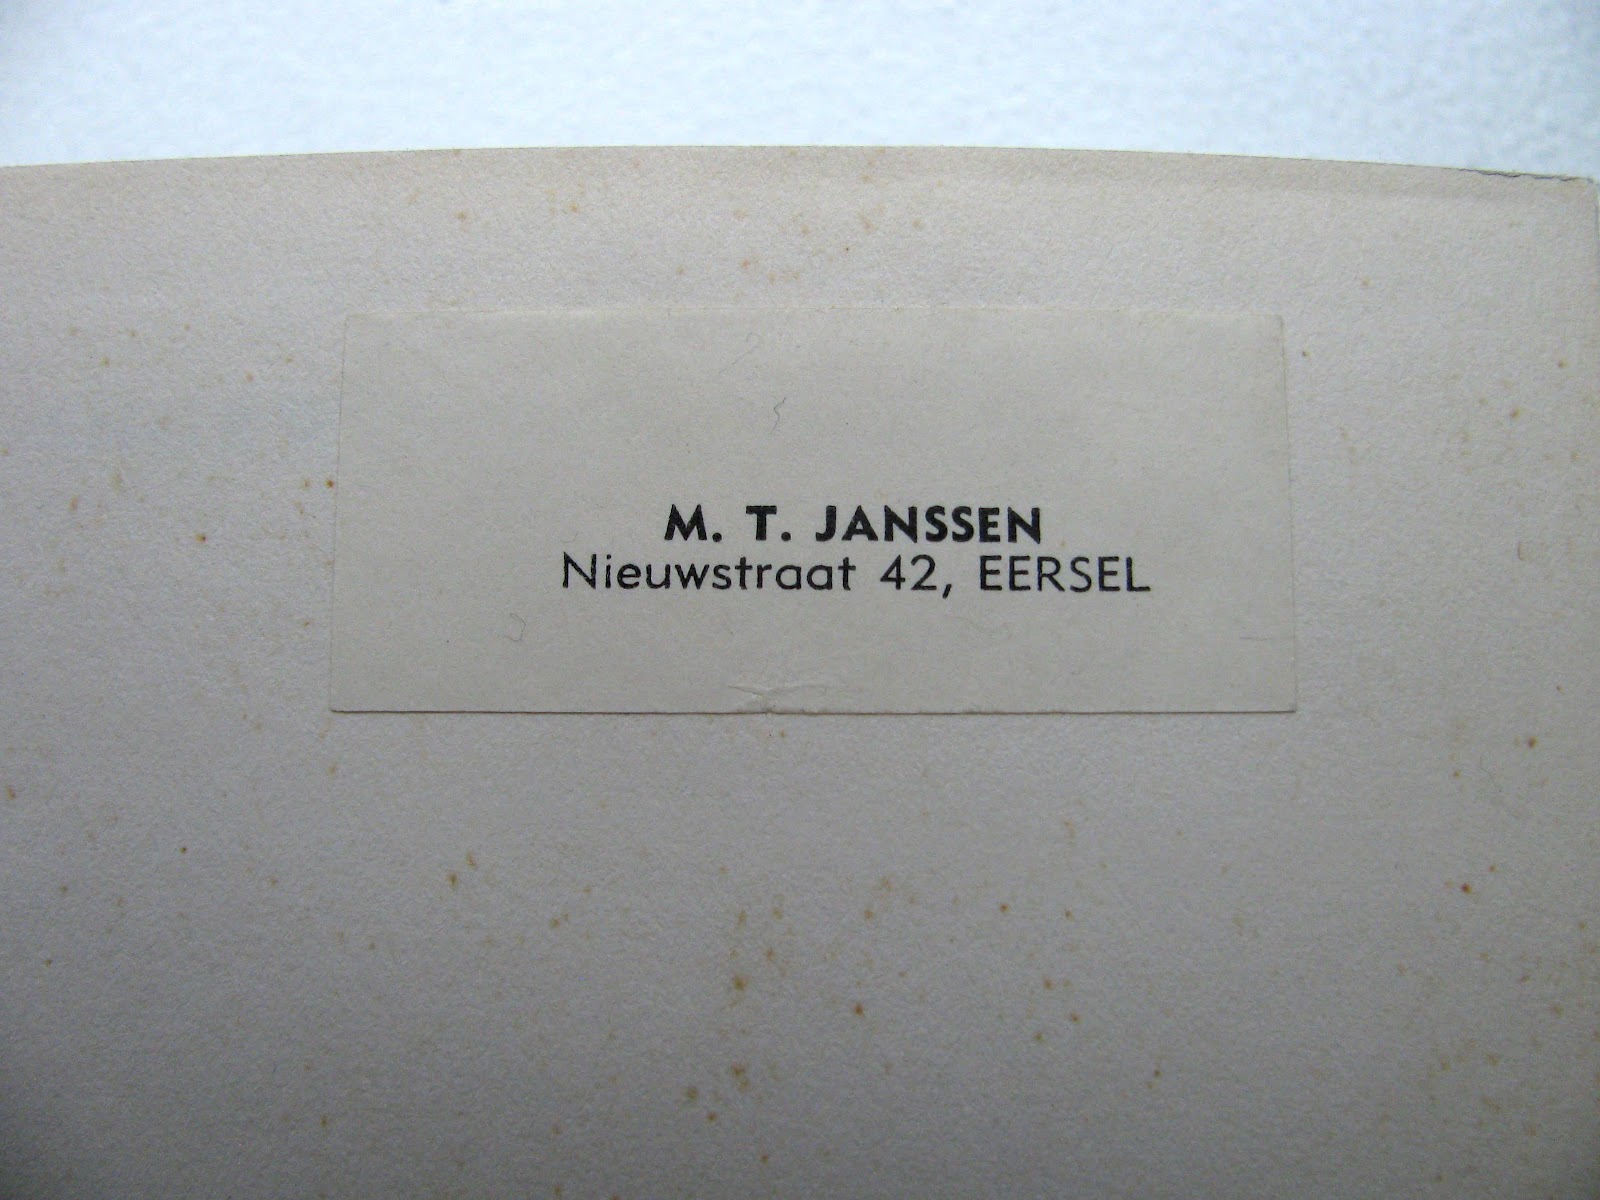 M. T. JANSSEN
Nieuwstraat 42, EERSEL